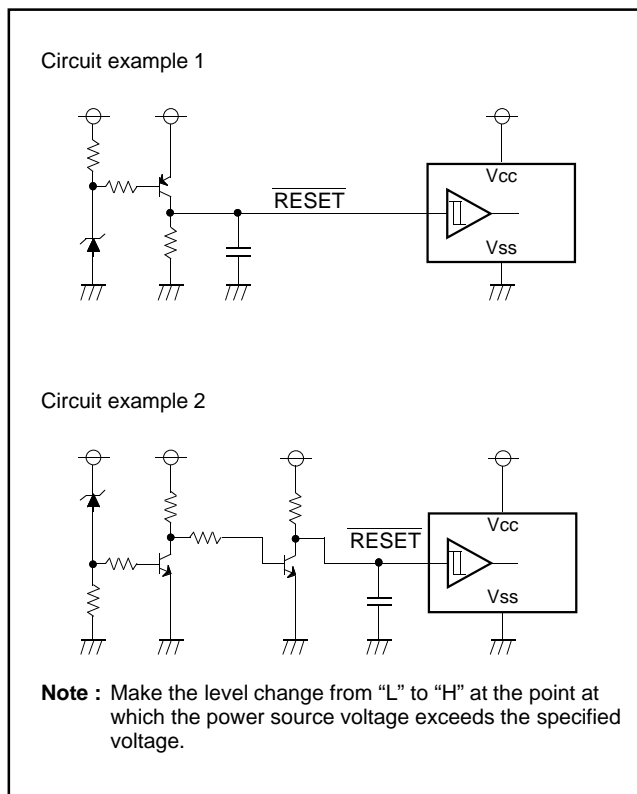 Circuit example 1
RESET
Vcc
Vss
Circuit example 2
RESET
Vcc
Vss
Note : Make the level change from “L” to “H” at the point at
which the power source voltage exceeds the specified
voltage.